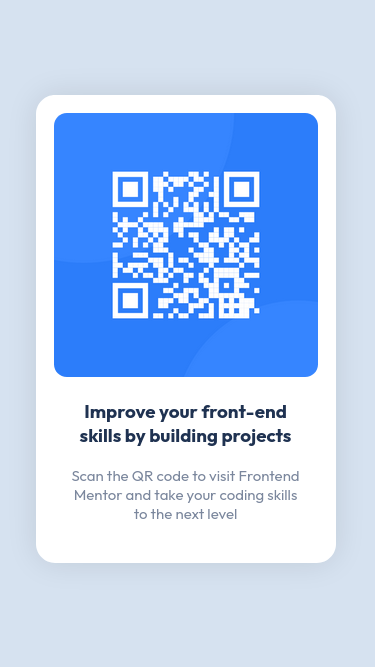 Improve your front-end
skills by building projects
Scan the QR code to visit Frontend
Mentor and take your coding skills
to the next level